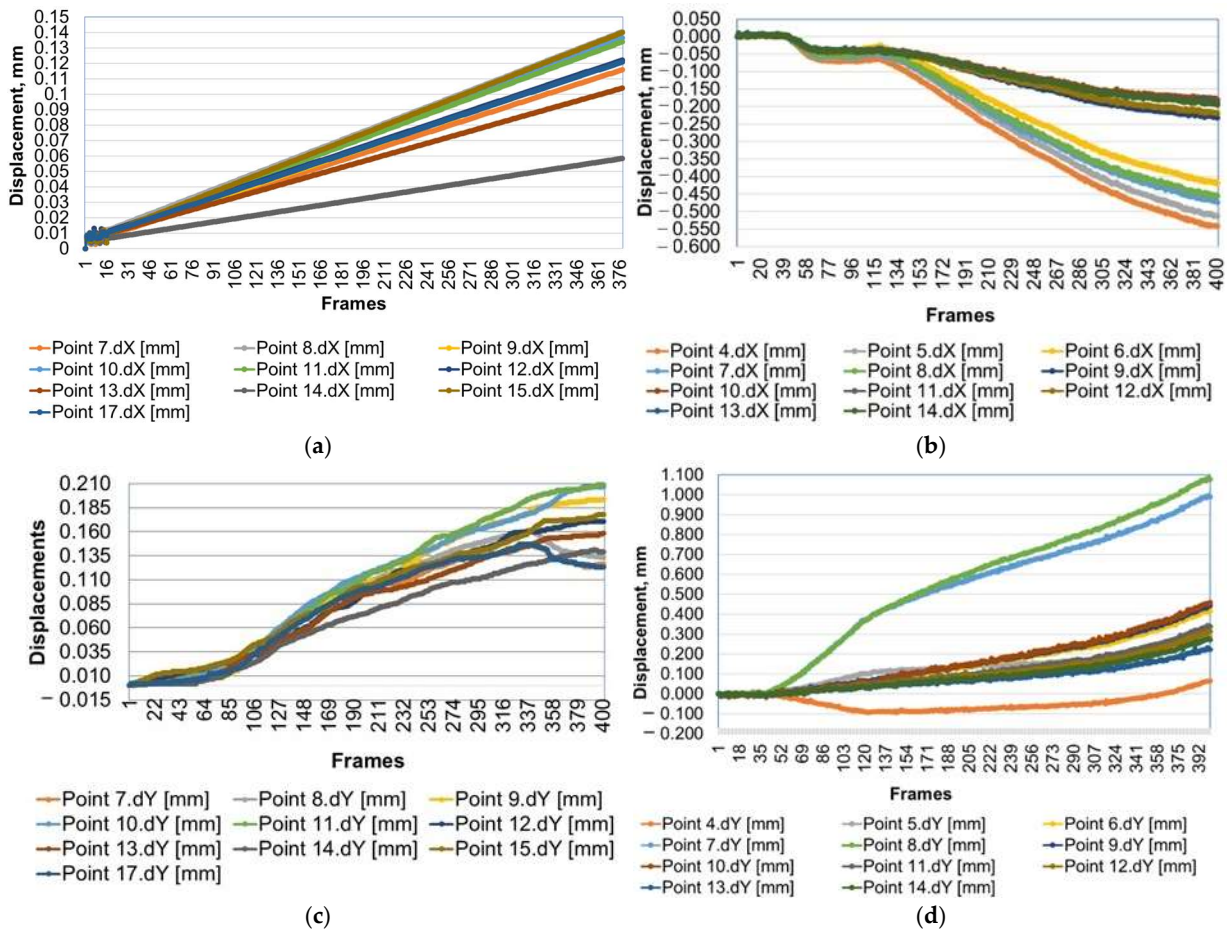 0.15
0.14
0.13
0.12
0.11
0.10
0.09
0.08
0.07
0.06
0.05
0.04
0.03
0.02
0.01
0
Displacement, mm
1 16 31 46 61 76 91 106 121 136 151 166 181 196 211 226 241 256 271 286 301 316 331 346 361 376
Frames
Point 7.dX [mm] Point 8.dX [mm] Point 9.dX [mm]
Point 10.dX [mm] Point 11.dX [mm] Point 12.dX [mm]
Point 13.dX [mm] Point 14.dX [mm] Point 15.dX [mm]
Point 17.dX [mm]
(a)
0.050
0.000
−0.050
−0.100
−0.150
−0.200
−0.250
−0.300
−0.350
−0.400
−0.450
−0.500
−0.550
−0.600
Displacement, mm
1 20 39 58 77 96 115 134 153 172 191 210 229 248 267 286 305 324 343 362 381 400
Frames
Point 4.dX [mm] Point 5.dX [mm] Point 6.dX [mm]
Point 7.dX [mm] Point 8.dX [mm] Point 9.dX [mm]
Point 10.dX [mm] Point 11.dX [mm] Point 12.dX [mm]
Point 13.dX [mm] Point 14.dX [mm]
(b)
0.210
0.185
0.160
0.135
0.110
0.085
0.060
0.035
0.010
−0.015
Displacements
1 22 43 64 85 106 127 148 169 190 211 232 253 274 295 316 337 358 379 400
Frames
Point 7.dY [mm] Point 8.dY [mm] Point 9.dY [mm]
Point 10.dY [mm] Point 11.dY [mm] Point 12.dY [mm]
Point 13.dY [mm] Point 14.dY [mm] Point 15.dY [mm]
Point 17.dY [mm]
(c)
1.100
1.000
0.900
0.800
0.700
0.600
0.500
0.400
0.300
0.200
0.100
0.000
−0.100
−0.200
Displacement, mm
1 18 35 52 69 86 103 120 137 154 171 188 205 222 239 256 273 290 307 324 341 358 375 392
Frames
Point 4.dY [mm] Point 5.dY [mm] Point 6.dY [mm]
Point 7.dY [mm] Point 8.dY [mm] Point 9.dY [mm]
Point 10.dY [mm] Point 11.dY [mm] Point 12.dY [mm]
Point 13.dY [mm] Point 14.dY [mm]
(d)